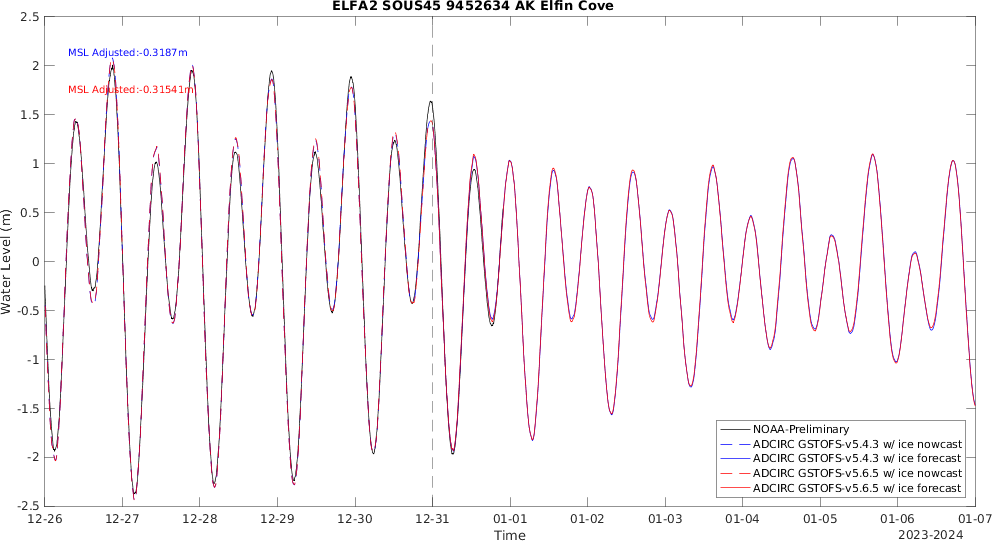 ELFA2 SOUS45 9452634 AK Elfin Cove
2.5
2
1.5
1
0.5
0
-0.5
-1
-1.5
-2
-2.5
Water Level (m)
MSL Adjusted:-0.3187m
MSL Adjusted:-0.31541m
NOAA-Preliminary
ADCIRC GSTOFS-v5.4.3 w/ ice nowcast
ADCIRC GSTOFS-v5.4.3 w/ ice forecast
ADCIRC GSTOFS-v5.6.5 w/ ice nowcast
ADCIRC GSTOFS-v5.6.5 w/ ice forecast
12-26 12-27 12-28 12-29 12-30 12-31 01-01 01-02 01-03 01-04 01-05 01-06 01-07
Time
2023-2024